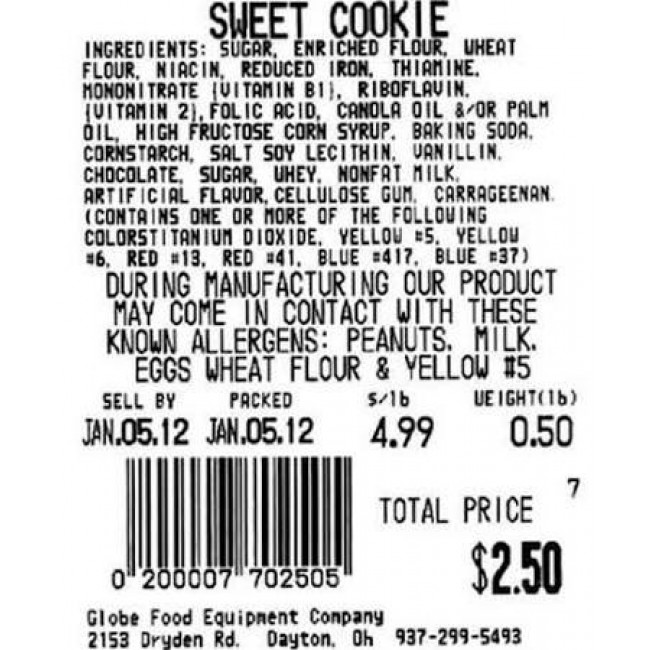 SWEET COOKIE
INGREDIENTS: SUGAR, ENRICHED FLOUR, WHEAT
FLOUR, NIACIN, REDUCED IRON, THIAMINE,
MONONITRATE {VITAMIN B1}, RIBOFLAVIN,
{VITAMIN 2}, FOLIC ACID, CANOLA OIL &/OR PALM
OIL, HIGH FRUCTOSE CORN SYRUP, BAKING SODA,
CORNSTARCH, SALT SOY LECITHIN, VANILLIN,
CHOCOLATE, SUGAR, WHEY, NONFAT MILK,
ARTIFICIAL FLAVOR, CELLULOSE GUM, CARRAGEENAN.
(CONTAINS ONE OR MORE OF THE FOLLOWING
COLORSTITANIUM DIOXIDE, YELLOW #5, YELLOW
#6, RED #13, RED #41, BLUE #417, BLUE #37)
DURING MANUFACTURING OUR PRODUCT
MAY COME IN CONTACT WITH THESE
KNOWN ALLERGENS: PEANUTS, MILK,
EGGS WHEAT FLOUR & YELLOW #5
SELL BY PACKED $/lb WEIGHT(lb)
JAN.05.12 JAN.05.12 4.99 0.50
7
TOTAL PRICE
$2.50
0 200007 702505
Globe Food Equipment Company
2153 Dryden Rd. Dayton, Oh 937-299-5493